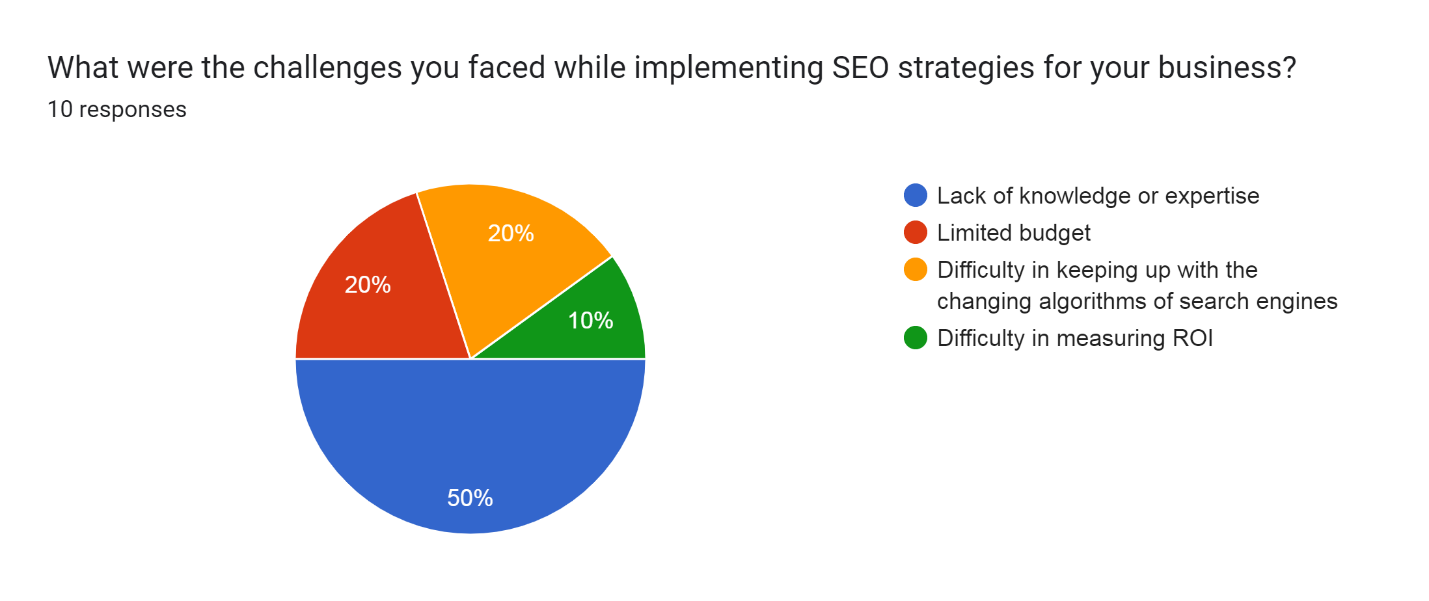 What were the challenges you faced while implementing SEO strategies for your business?
10 responses
20%
20%
10%
50%
Lack of knowledge or expertise
Limited budget
Difficulty in keeping up with the
changing algorithms of search engines
Difficulty in measuring ROI